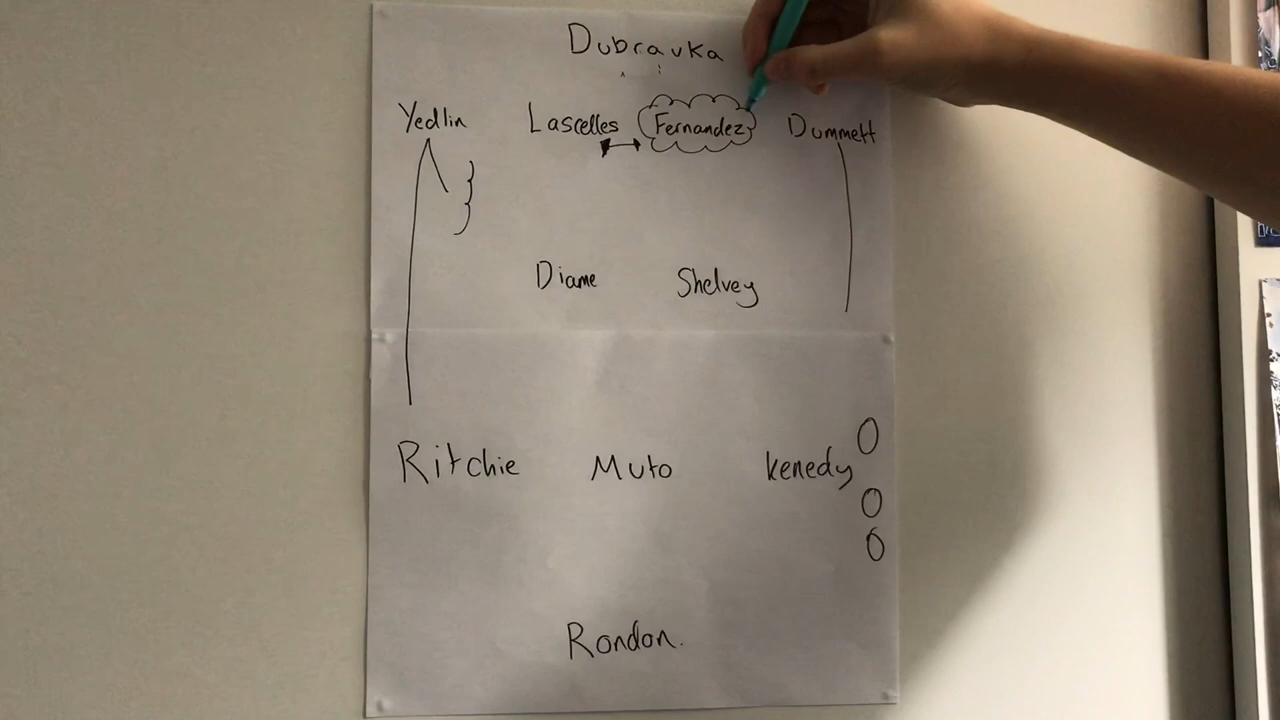 Dubravka
Yedlin Lascelles Fernandez Dummett
Diame Shelvey
Ritchie Muto Kenedy
Rondon.